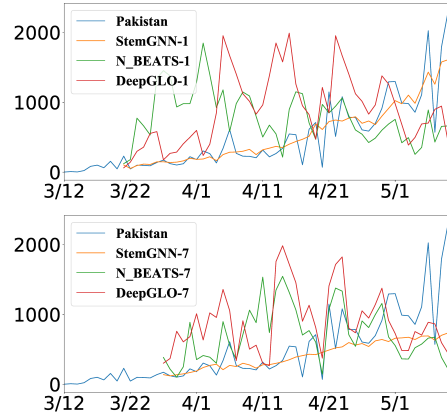 2000
1000
0
Pakistan
StemGNN-1
N_BEATS-1
DeepGLO-1
3/12 3/22 4/1 4/11 4/21 5/1
2000
1000
0
Pakistan
StemGNN-7
N_BEATS-7
DeepGLO-7
3/12 3/22 4/1 4/11 4/21 5/1